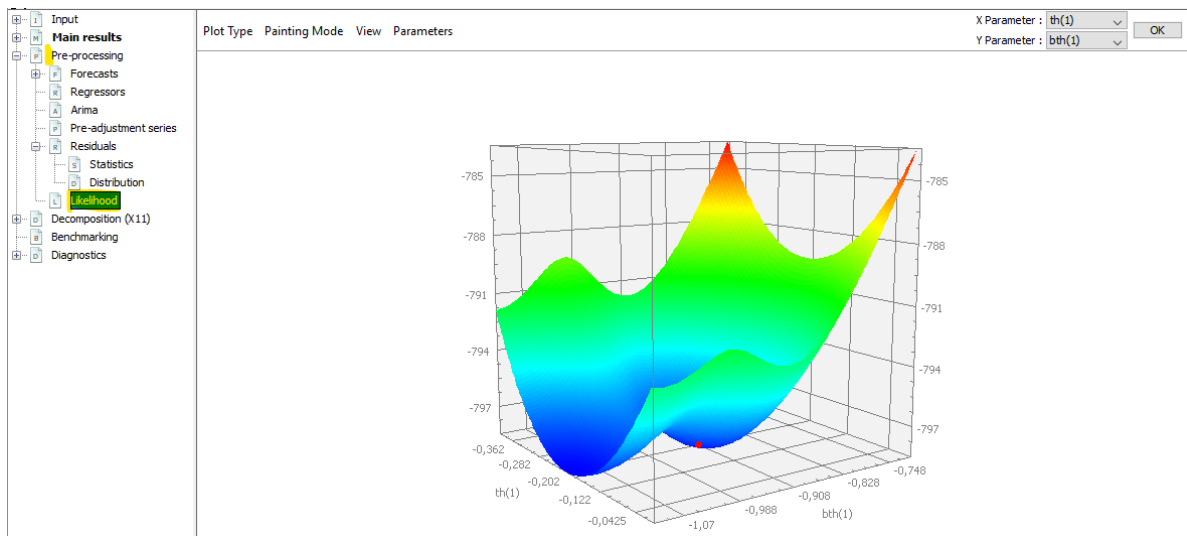 Input
Main results
Pre-processing
Forecasts
Regressors
Arima
Pre-adjustment series
Residuals
Statistics
Distribution
Likelihood
Decomposition (X11)
Benchmarking
Diagnostics
Plot Type Painting Mode View Parameters
X Parameter : th(1)
Y Parameter : bth(1)
OK
-785
-788
-791
-794
-797
-785
-788
-791
-794
-797
-0,362
-0,282
-0,202
-0,122
-0,0425
th(1)
-1,07
-0,988
-0,908
-0,828
-0,748
bth(1)